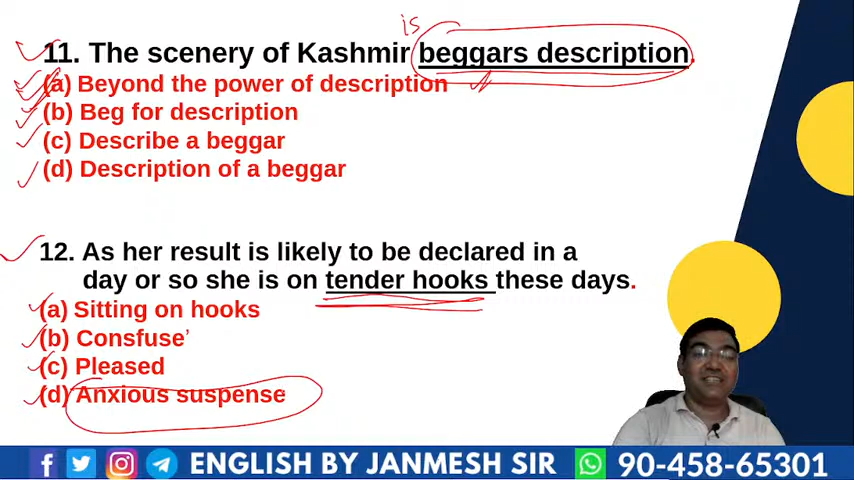 is
11. The scenery of Kashmir beggars description.
(a) Beyond the power of description
(b) Beg for description
(c) Describe a beggar
(d) Description of a beggar
12. As her result is likely to be declared in a
day or so she is on tender hooks these days.
(a) Sitting on hooks
(b) Consfuse’
(c) Pleased
(d) Anxious suspense
ENGLISH BY JANMESH SIR 90-458-65301